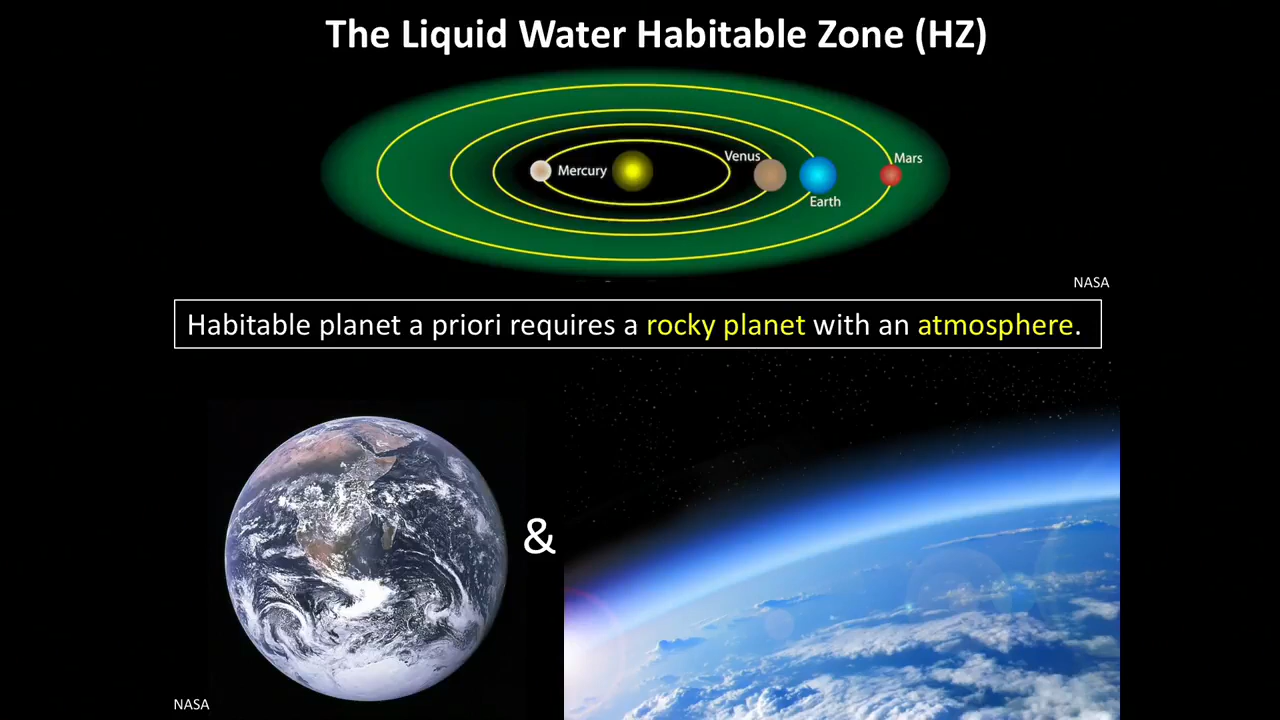 The Liquid Water Habitable Zone (HZ)
Mercury
Venus
Earth
Mars
NASA
Habitable planet a priori requires a rocky planet with an atmosphere.
&
NASA